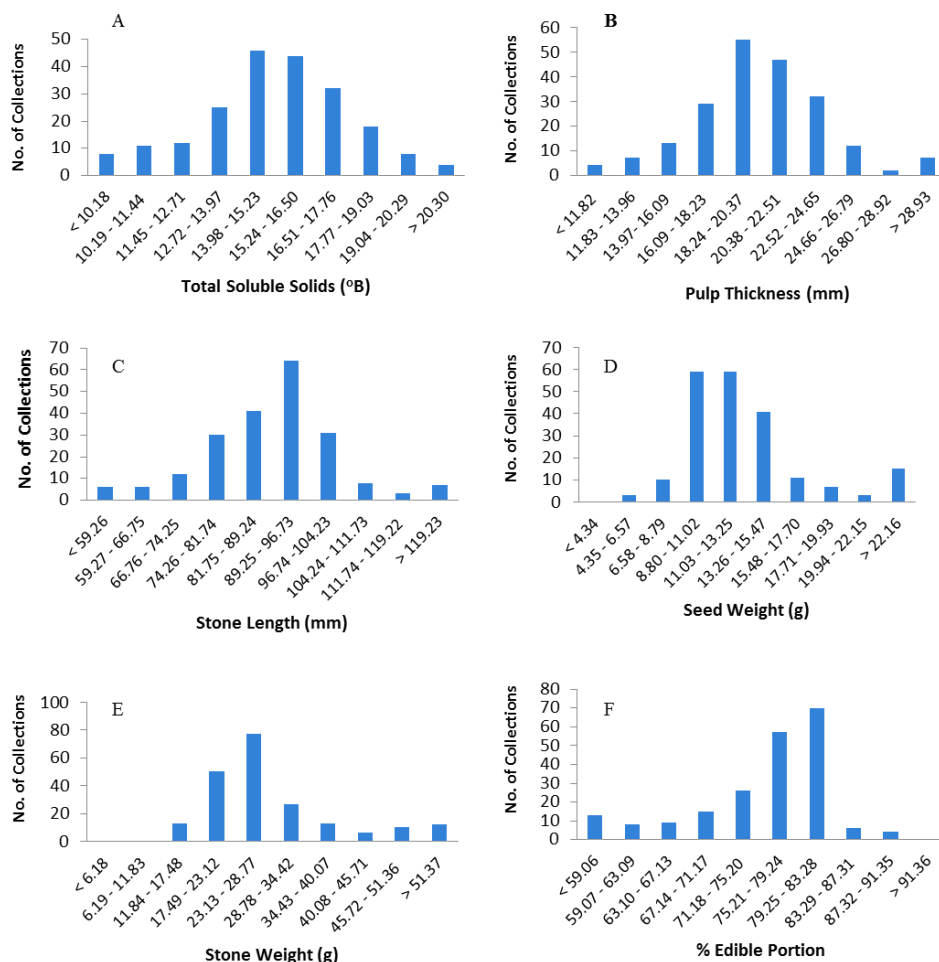 A
No. of Collections
50
40
30
20
10
0
< 10.18
10.19 - 11.44
11.45 - 12.71
12.72 - 13.97
13.98 - 15.23
15.24 - 16.50
16.51 - 17.76
17.77 - 19.03
19.04 - 20.29
> 20.30
Total Soluble Solids (°B)
B
No. of Collections
60
50
40
30
20
10
0
< 11.82
11.83 - 13.96
13.97 - 16.09
16.09 - 18.23
18.24 - 20.37
20.38 - 22.51
22.52 - 24.65
24.66 - 26.79
26.80 - 28.92
> 28.93
Pulp Thickness (mm)
C
No. of Collections
70
60
50
40
30
20
10
0
< 59.26
59.27 - 66.75
66.76 - 74.25
74.26 - 81.74
81.75 - 89.24
89.25 - 96.73
96.74 - 104.23
104.24 - 111.73
111.74 - 119.22
> 119.23
Stone Length (mm)
D
No. of Collections
70
60
50
40
30
20
10
0
< 4.34
4.35 - 6.57
6.58 - 8.79
8.80 - 11.02
11.03 - 13.25
13.26 - 15.47
15.48 - 17.70
17.71 - 19.93
19.94 - 22.15
> 22.16
Seed Weight (g)
E
No. of Collections
100
80
60
40
20
0
< 6.18
6.19 - 11.83
11.84 - 17.48
17.49 - 23.12
23.13 - 28.77
28.78 - 34.42
34.43 - 40.07
40.08 - 45.71
45.72 - 51.36
> 51.37
Stone Weight (g)
F
No. of Collections
80
70
60
50
40
30
20
10
0
< 59.06
59.07 - 63.09
63.10 - 67.13
67.14 - 71.17
71.18 - 75.20
75.21 - 79.24
79.25 - 83.28
83.29 - 87.31
87.32 - 91.35
> 91.36
% Edible Portion